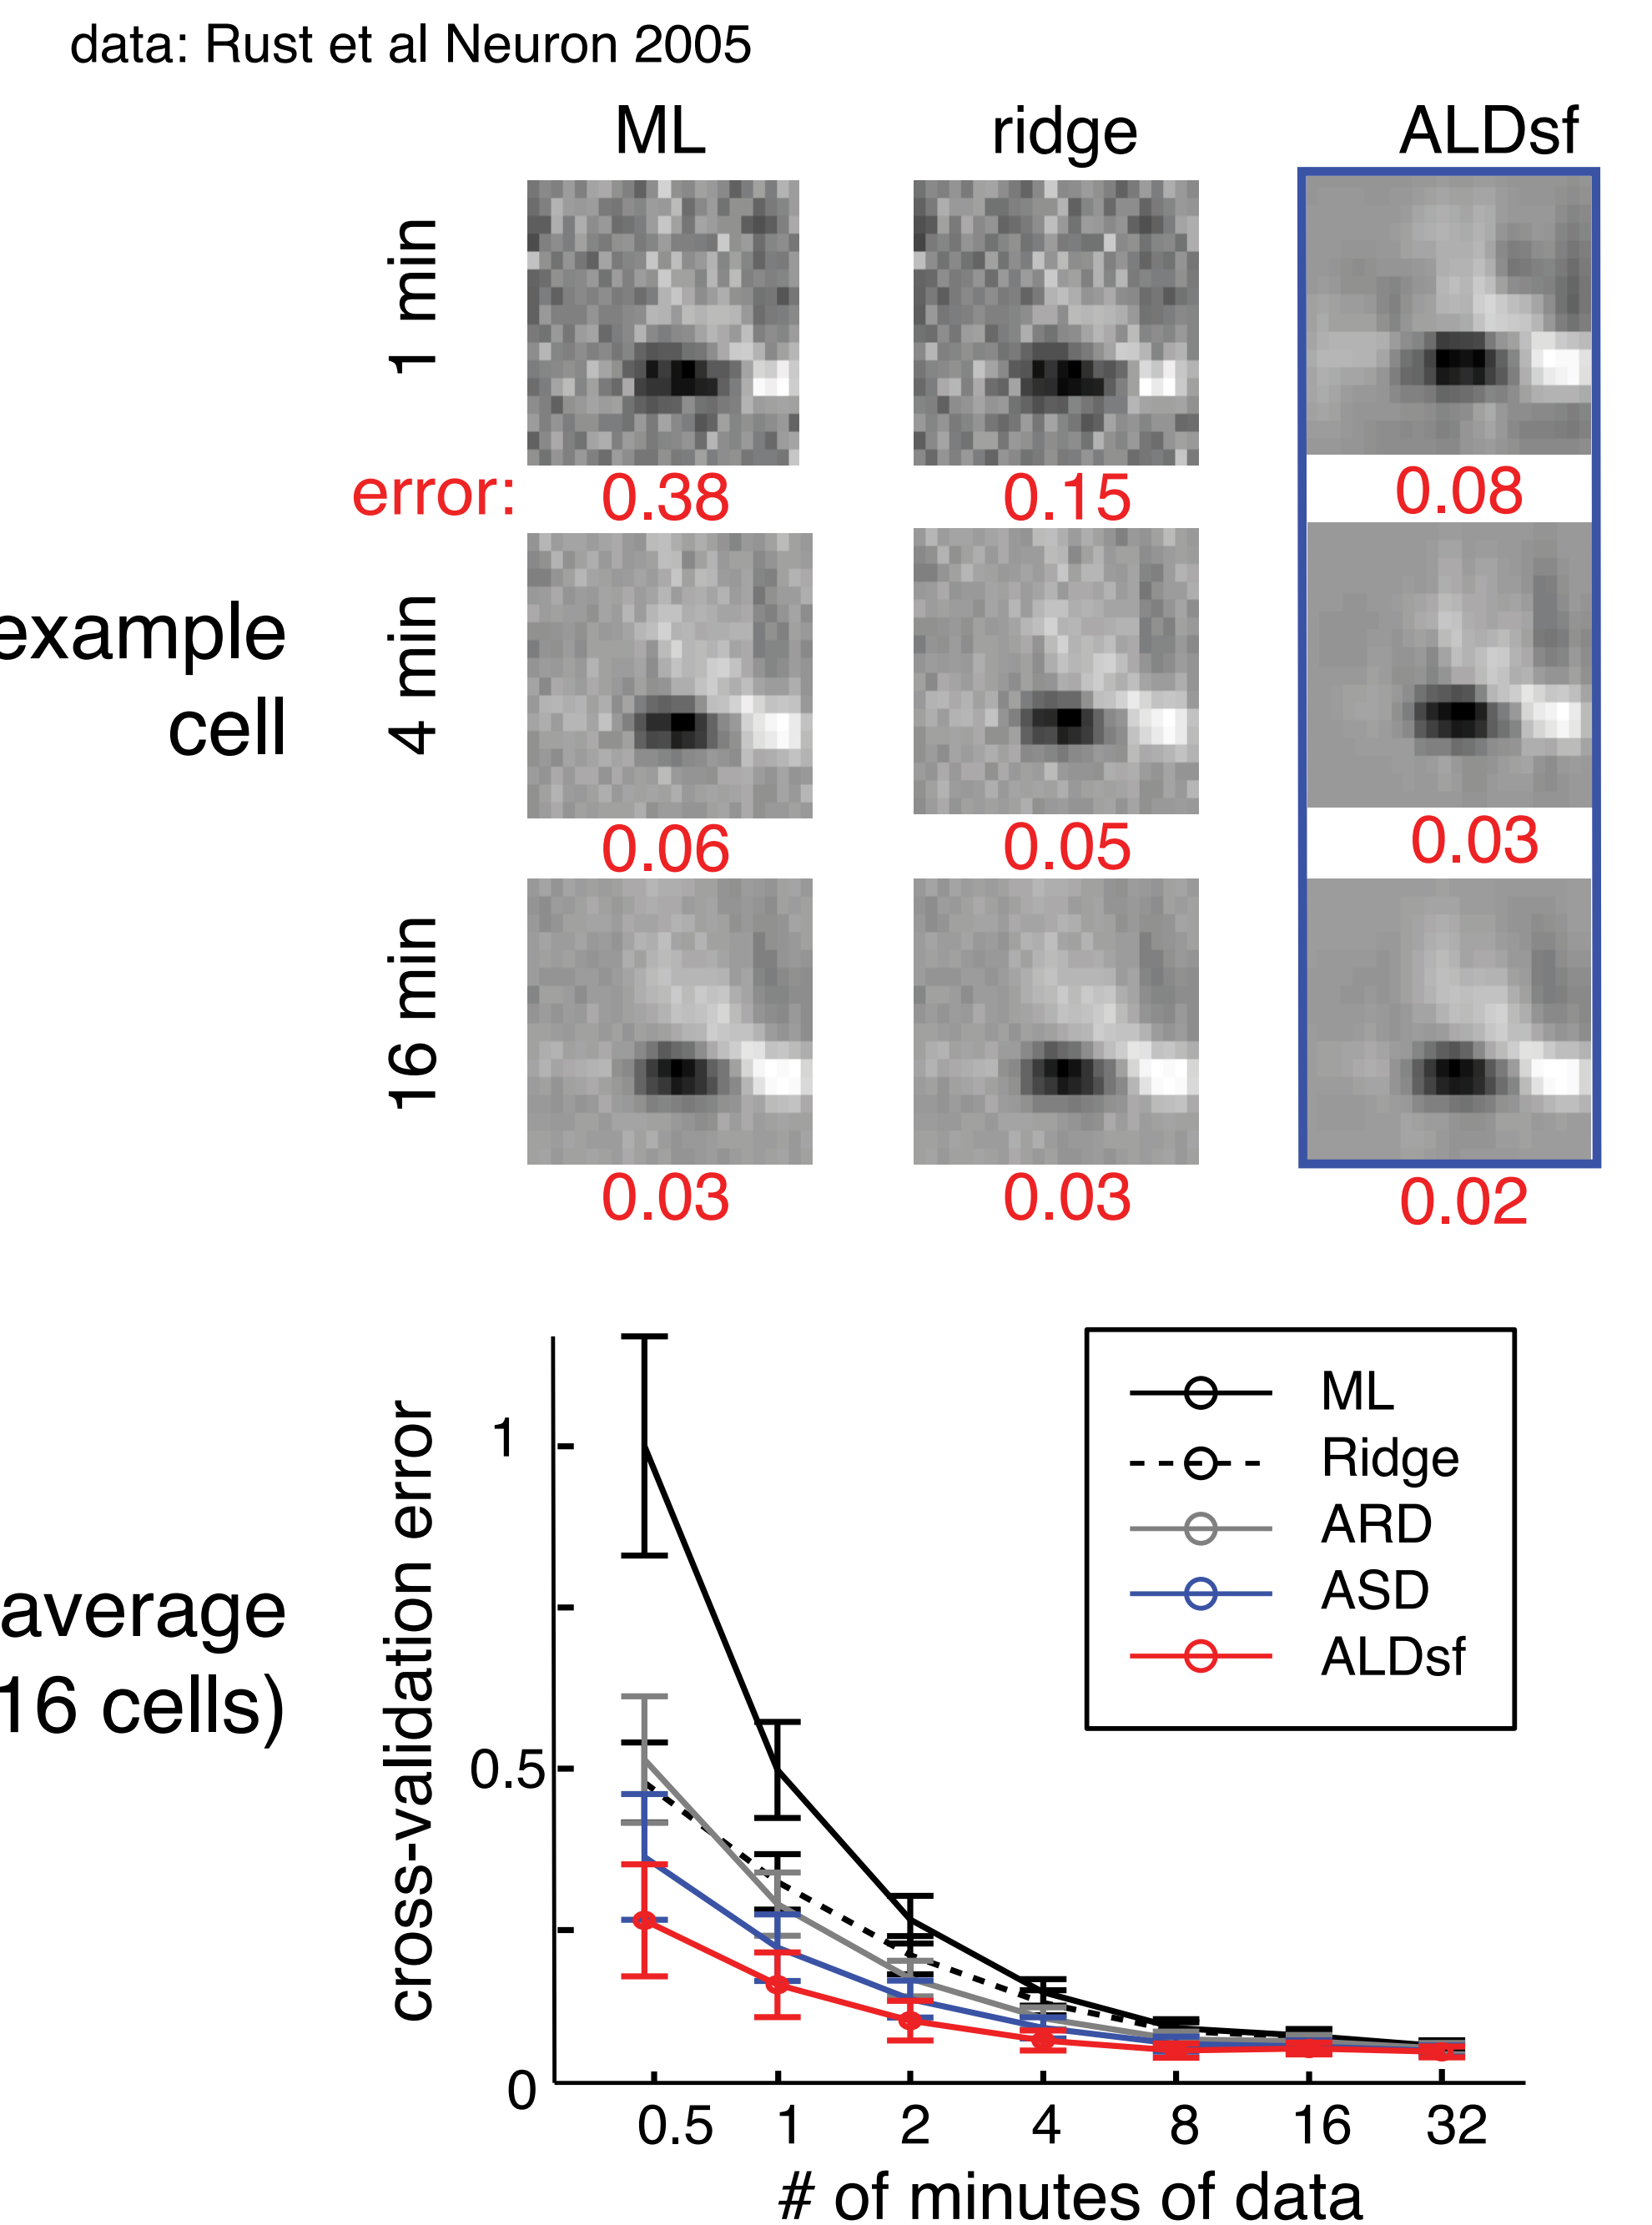 data: Rust et al Neuron 2005
ML ridge ALDsf
1 min
error: 0.38 0.15 0.08
example
cell
4 min
0.06 0.05 0.03
16 min
0.03 0.03 0.02
average
16 cells)
cross-validation error
1
0.5
0
ML
Ridge
ARD
ASD
ALDsf
0.5 1 2 4 8 16 32
# of minutes of data